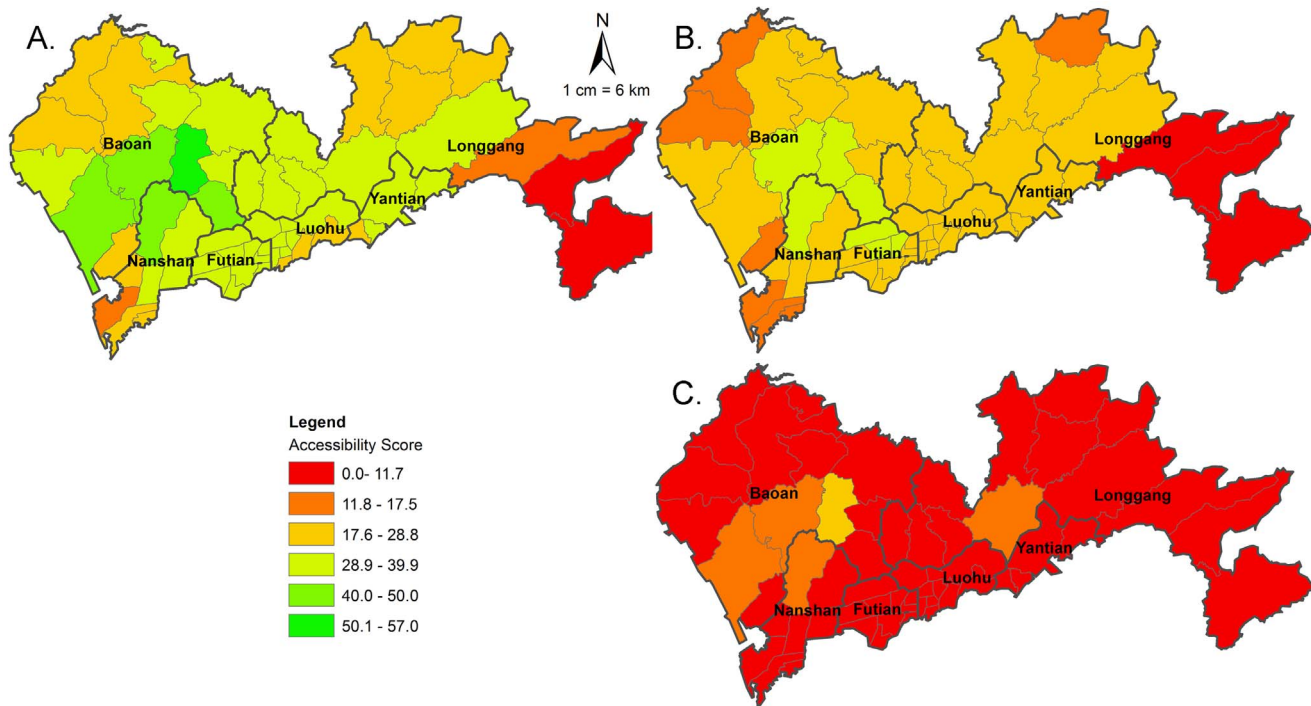 A.
N
1 cm = 6 km
Baoan
Longgang
Yantian
Luohu
Nanshan
Futian
B.
Baoan
Longgang
Yantian
Luohu
Nanshan
Futian
C.
Baoan
Longgang
Yantian
Luohu
Nanshan
Futian
Legend
Accessibility Score
0.0- 11.7
11.8 - 17.5
17.6 - 28.8
28.9 - 39.9
40.0 - 50.0
50.1 - 57.0